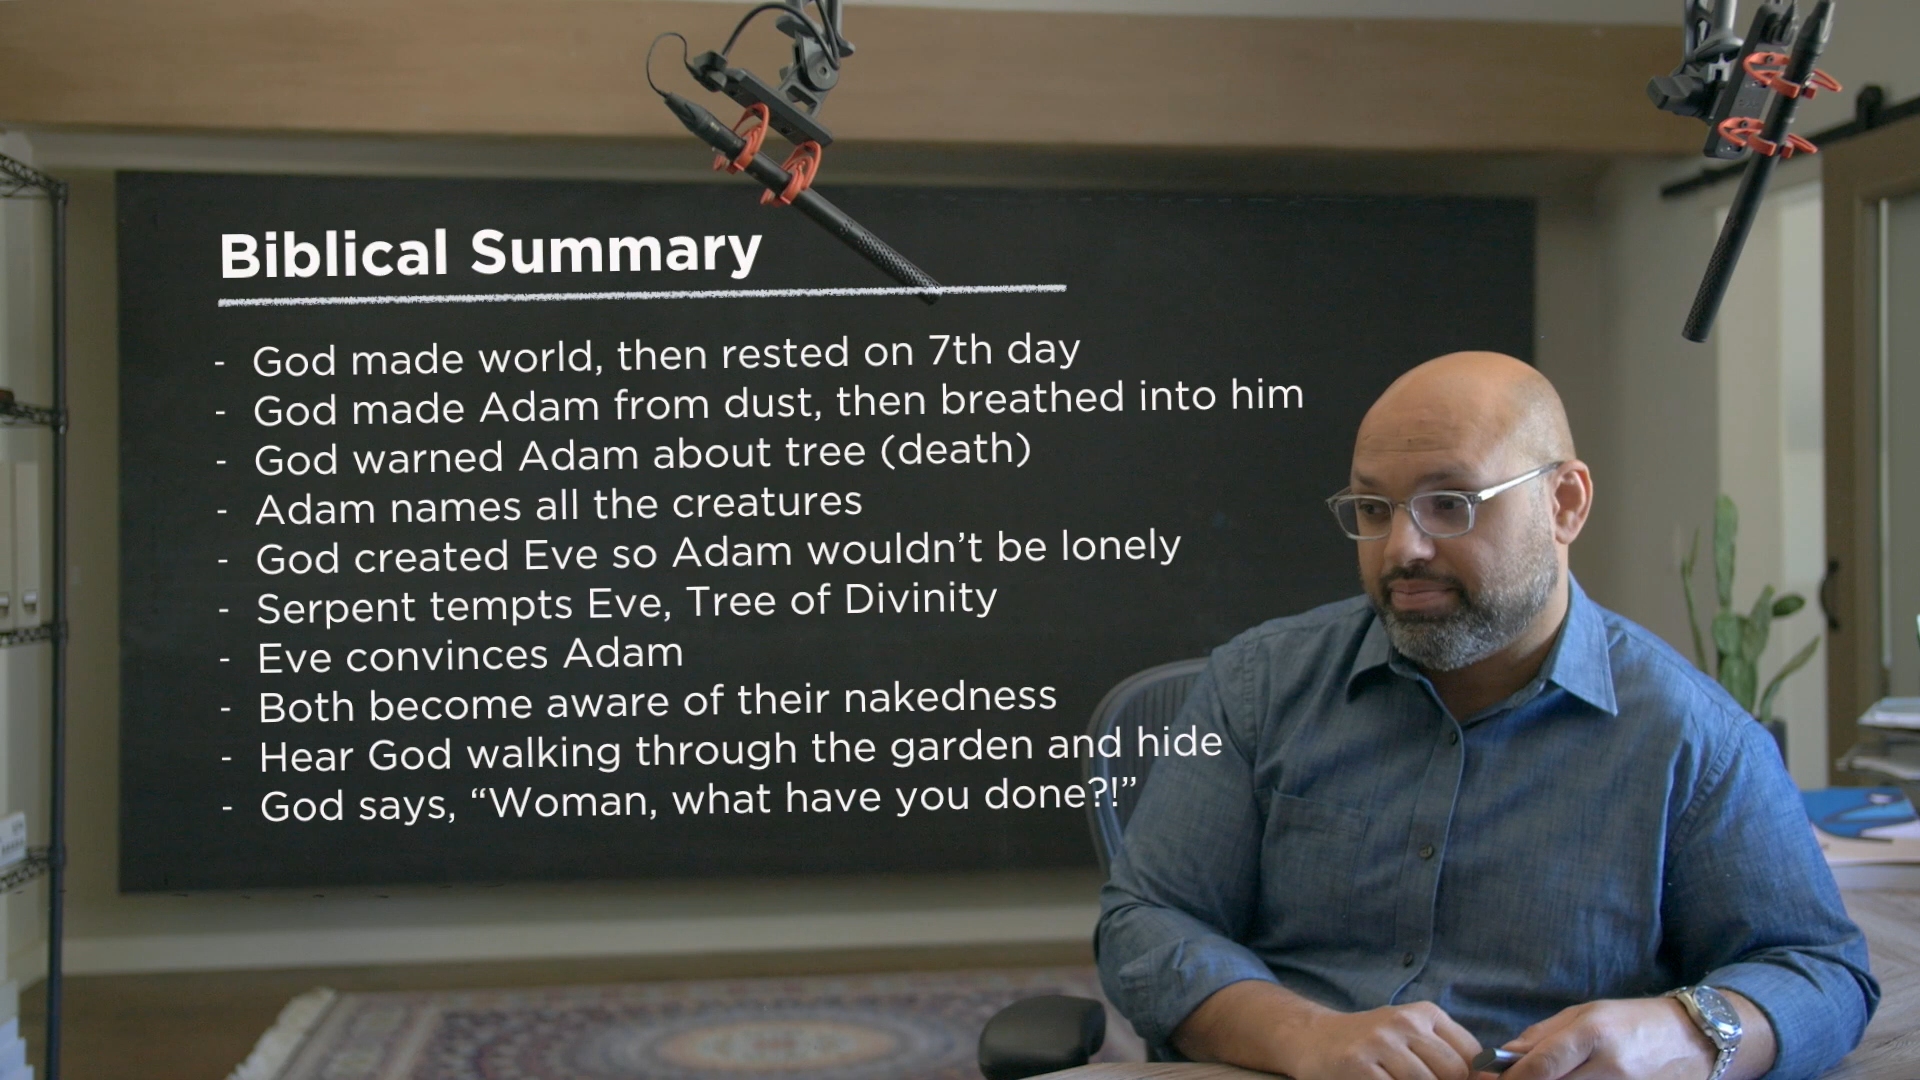 Biblical Summary
- God made world, then rested on 7th day
- God made Adam from dust, then breathed into him
- God warned Adam about tree (death)
- Adam names all the creatures
- God created Eve so Adam wouldn't be lonely
- Serpent tempts Eve, Tree of Divinity
- Eve convinces Adam
- Both become aware of their nakedness
- Hear God walking through the garden and hide
- God says, “Woman, what have you done?!”